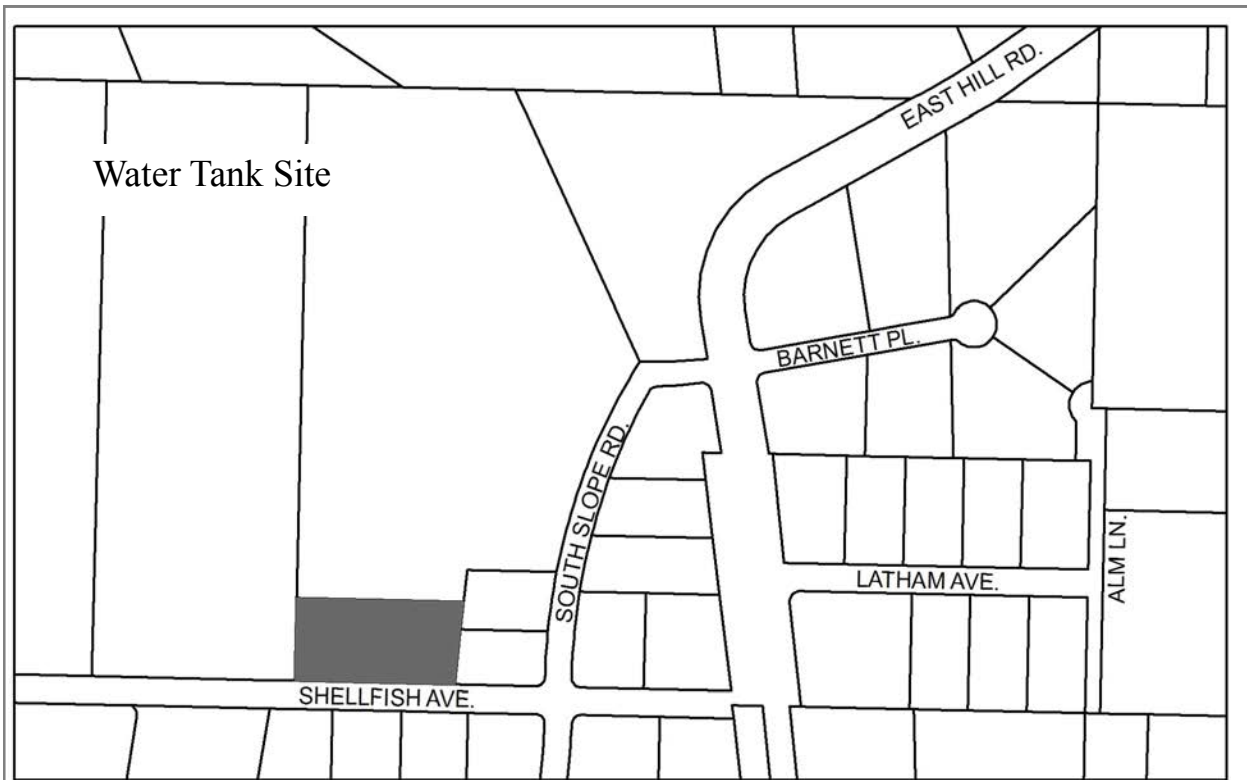 EAST HILL RD.
Water Tank Site
BARNETT PL.
SOUTH SLOPE RD.
LATHAM AVE.
ALM LN.
SHELLFISH AVE.